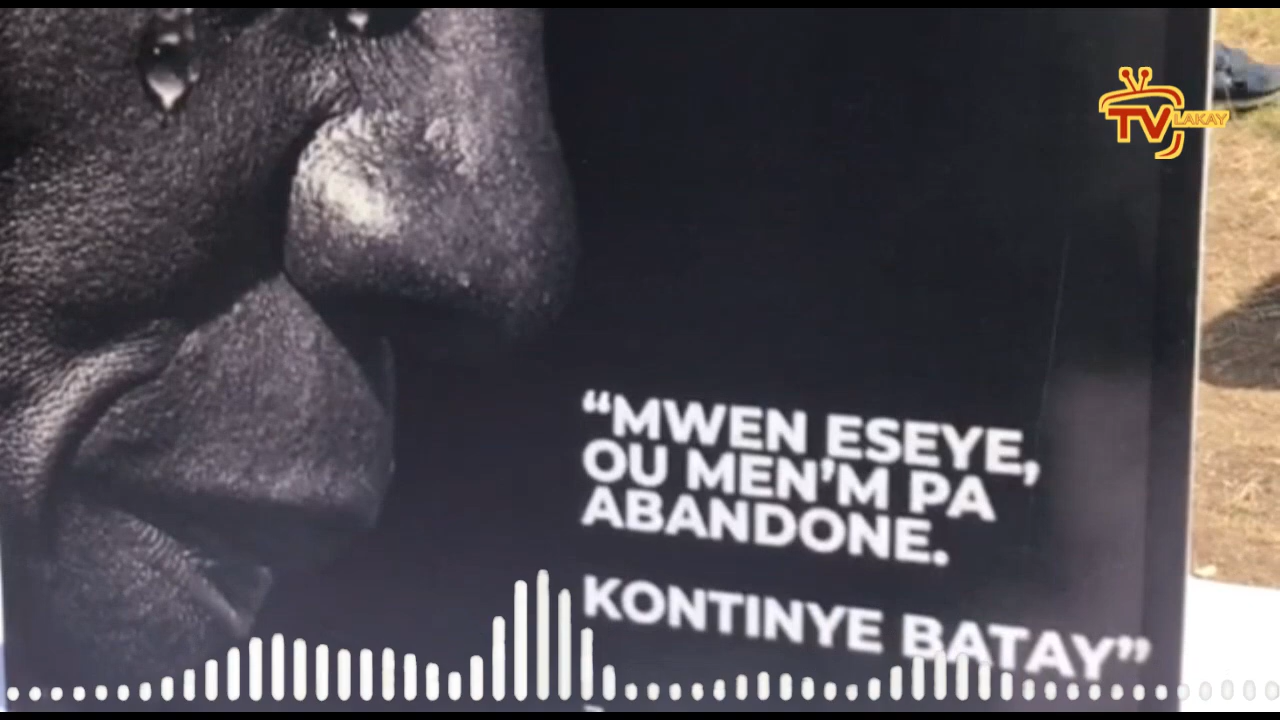 TV LAKAY
“MWEN ESEYE,
OU MEN’M PA
ABANDONE.
KONTINYE BATAY”